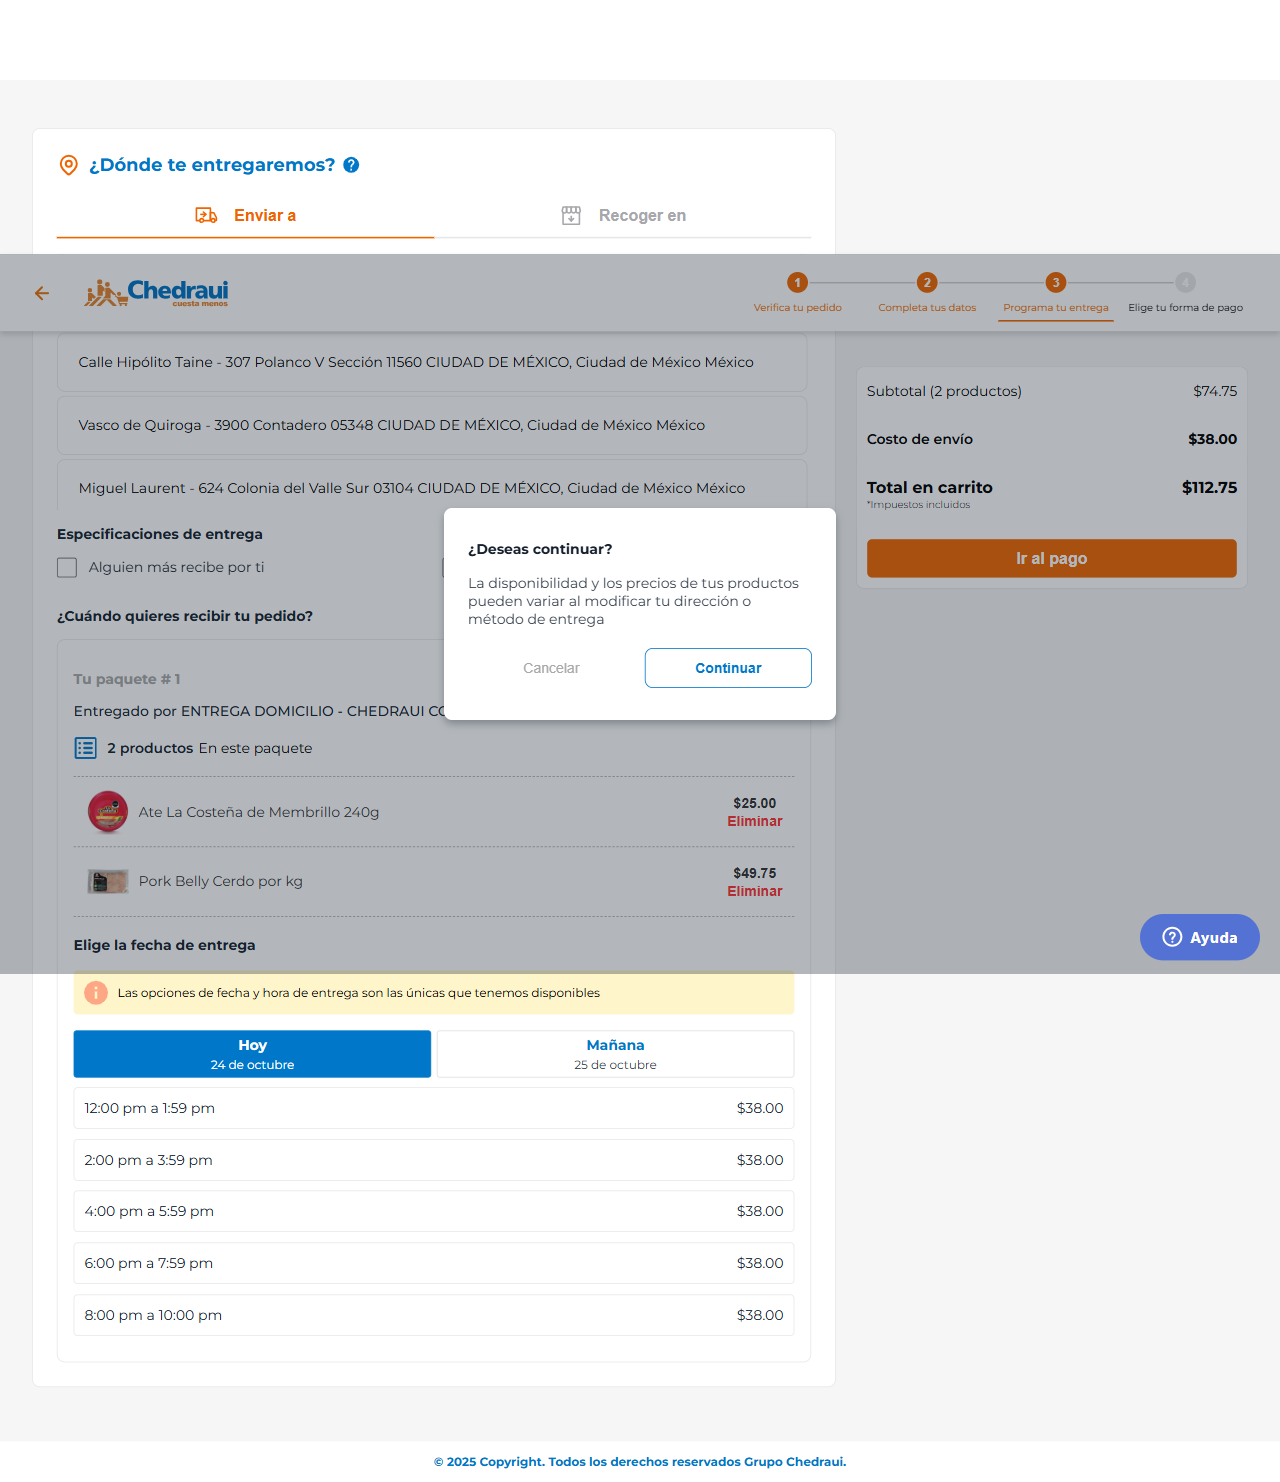 ¿Dónde te entregaremos?
Enviar a
Recoger en
Chedraui
cuesta menos
1
2
3
4
Verifica tu pedido
Completa tus datos
Programa tu entrega
Elige tu forma de pago
Calle Hipólito Taine - 307 Polanco V Sección 11560 CIUDAD DE MÉXICO, Ciudad de México México
Vasco de Quiroga - 3900 Contadero 05348 CIUDAD DE MÉXICO, Ciudad de México México
Miguel Laurent - 624 Colonia del Valle Sur 03104 CIUDAD DE MÉXICO, Ciudad de México México
Subtotal (2 productos) $74.75
Costo de envío $38.00
Total en carrito $112.75
*Impuestos incluidos
Ir al pago
Especificaciones de entrega
Alguien más recibe por ti
¿Cuándo quieres recibir tu pedido?
¿Deseas continuar?
La disponibilidad y los precios de tus productos
pueden variar al modificar tu dirección o
método de entrega
Cancelar
Continuar
Tu paquete # 1
Entregado por ENTREGA DOMICILIO - CHEDRAUI
2 productos En este paquete
Ate La Costeña de Membrillo 240g
$25.00
Eliminar
Pork Belly Cerdo por kg
$49.75
Eliminar
Elige la fecha de entrega
Ayuda
Las opciones de fecha y hora de entrega son las únicas que tenemos disponibles
Hoy
24 de octubre
Mañana
25 de octubre
12:00 pm a 1:59 pm $38.00
2:00 pm a 3:59 pm $38.00
4:00 pm a 5:59 pm $38.00
6:00 pm a 7:59 pm $38.00
8:00 pm a 10:00 pm $38.00
© 2025 Copyright. Todos los derechos reservados Grupo Chedraui.